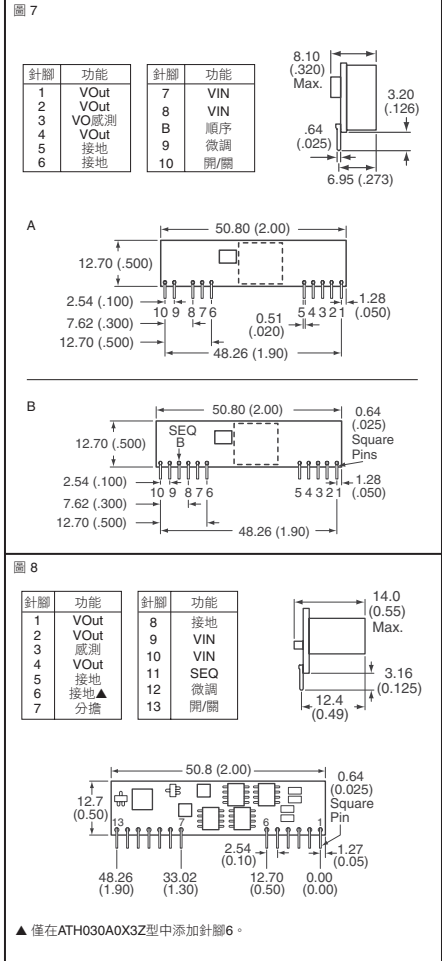 圖 7
針腳 功能
1 VOut
2 VOut
3 VO感測
4 VOut
5 接地
6 接地
針腳 功能
7 VIN
8 VIN
B 順序
9 微調
10 開/關
8.10
(.320)
Max.
3.20
(.126)
.64
(.025)
6.95 (.273)
A
50.80 (2.00)
12.70 (.500)
2.54 (.100)
10 9 8 7 6
5 4 3 2 1
1.28
(.050)
7.62 (.300)
0.51
(.020)
12.70 (.500)
48.26 (1.90)
B
50.80 (2.00)
0.64
(.025)
Square
Pins
SEQ
B
12.70 (.500)
2.54 (.100)
10 9 8 7 6
5 4 3 2 1
1.28
(.050)
7.62 (.300)
12.70 (.500)
48.26 (1.90)
圖 8
針腳 功能
1 VOut
2 VOut
3 感測
4 VOut
5 接地
6 接地▲
7 分擔
針腳 功能
8 接地
9 VIN
10 VIN
11 SEQ
12 微調
13 開/關
14.0
(0.55)
Max.
3.16
(0.125)
12.4
(0.49)
50.8 (2.00)
0.64
(0.025)
Square
Pin
12.7
(0.50)
13 7 6 1
2.54
(0.10)
1.27
(0.05)
48.26
(1.90)
33.02
(1.30)
12.70
(0.50)
0.00
(0.00)
▲ 僅在ATH030A0X3Z型中添加針腳6。